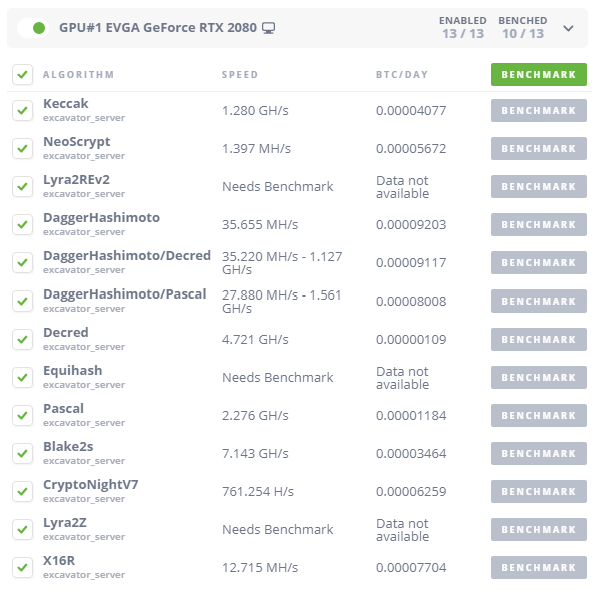 GPU#1 EVGA GeForce RTX 2080 ENABLED BENCHED
13 / 13 10 / 13
ALGORITHM SPEED BTC/DAY BENCHMARK
Keccak
excavator_server
1.280 GH/s 0.00004077 BENCHMARK
NeoScrypt
excavator_server
1.397 MH/s 0.00005672 BENCHMARK
Lyra2REv2
excavator_server
Needs Benchmark Data not
available
BENCHMARK
DaggerHashimoto
excavator_server
35.655 MH/s 0.00009203 BENCHMARK
DaggerHashimoto/Decred
excavator_server
35.220 MH/s - 1.127
GH/s
0.00009117 BENCHMARK
DaggerHashimoto/Pascal
excavator_server
27.880 MH/s - 1.561
GH/s
0.00008008 BENCHMARK
Decred
excavator_server
4.721 GH/s 0.00000109 BENCHMARK
Equihash
excavator_server
Needs Benchmark Data not
available
BENCHMARK
Pascal
excavator_server
2.276 GH/s 0.00001184 BENCHMARK
Blake2s
excavator_server
7.143 GH/s 0.00003464 BENCHMARK
CryptoNightV7
excavator_server
761.254 H/s 0.00006259 BENCHMARK
Lyra2Z
excavator_server
Needs Benchmark Data not
available
BENCHMARK
X16R
excavator_server
12.715 MH/s 0.00007704 BENCHMARK